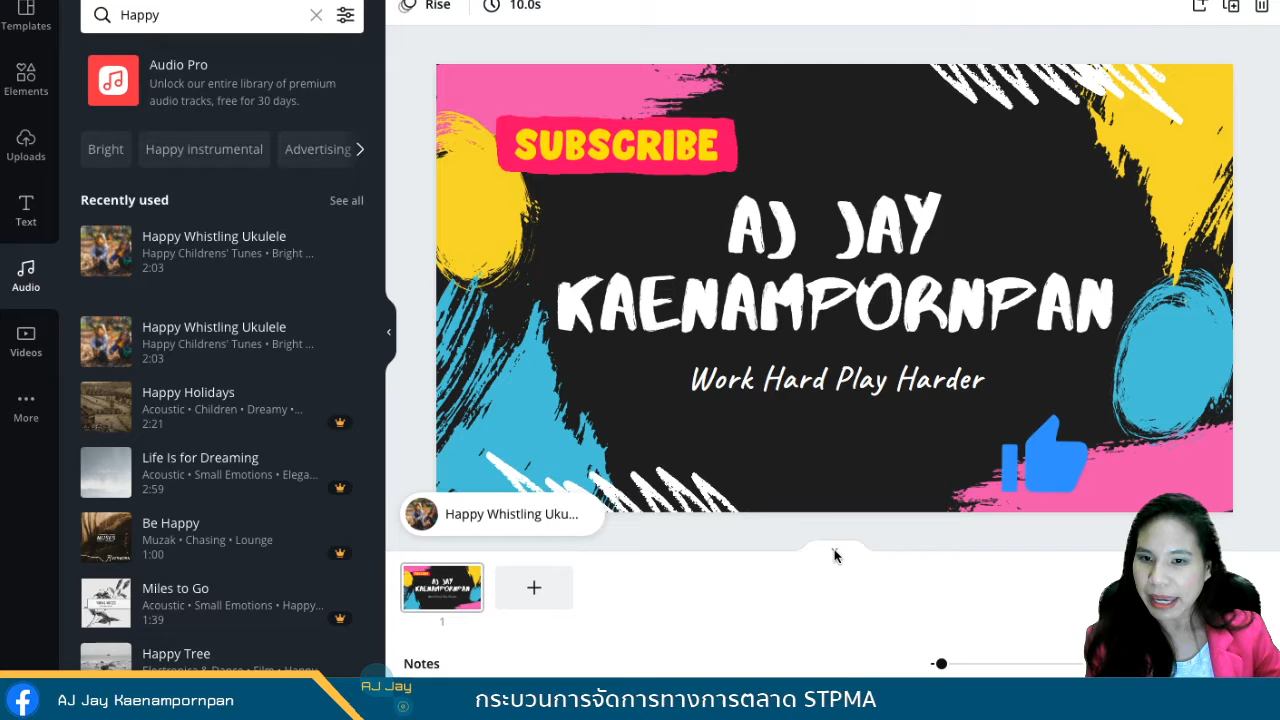 Templates
Elements
Uploads
Text
Audio
Videos
More
Happy
Audio Pro
Unlock our entire library of premium
audio tracks, free for 30 days.
Bright
Happy instrumental
Advertising
Recently used
See all
Happy Whistling Ukulele
Happy Childrens' Tunes • Bright ...
2:03
Happy Whistling Ukulele
Happy Childrens' Tunes • Bright ...
2:03
Happy Holidays
Acoustic • Children • Dreamy •...
2:21
Life Is for Dreaming
Acoustic • Small Emotions • Elega...
2:59
Be Happy
Muzak • Chasing • Lounge
1:00
Miles to Go
Acoustic • Small Emotions • Happy...
1:39
Happy Tree
Rise
10.0s
SUBSCRIBE
AJ JAY
KAENAMPORNPAN
Work Hard Play Harder
Happy Whistling Uku...
AJ JAY
KAENAMPORNPAN
1
Notes
AJ Jay Kaenampornpan
AJ Jay
กระบวนการจัดการทางการตลาด STPMA